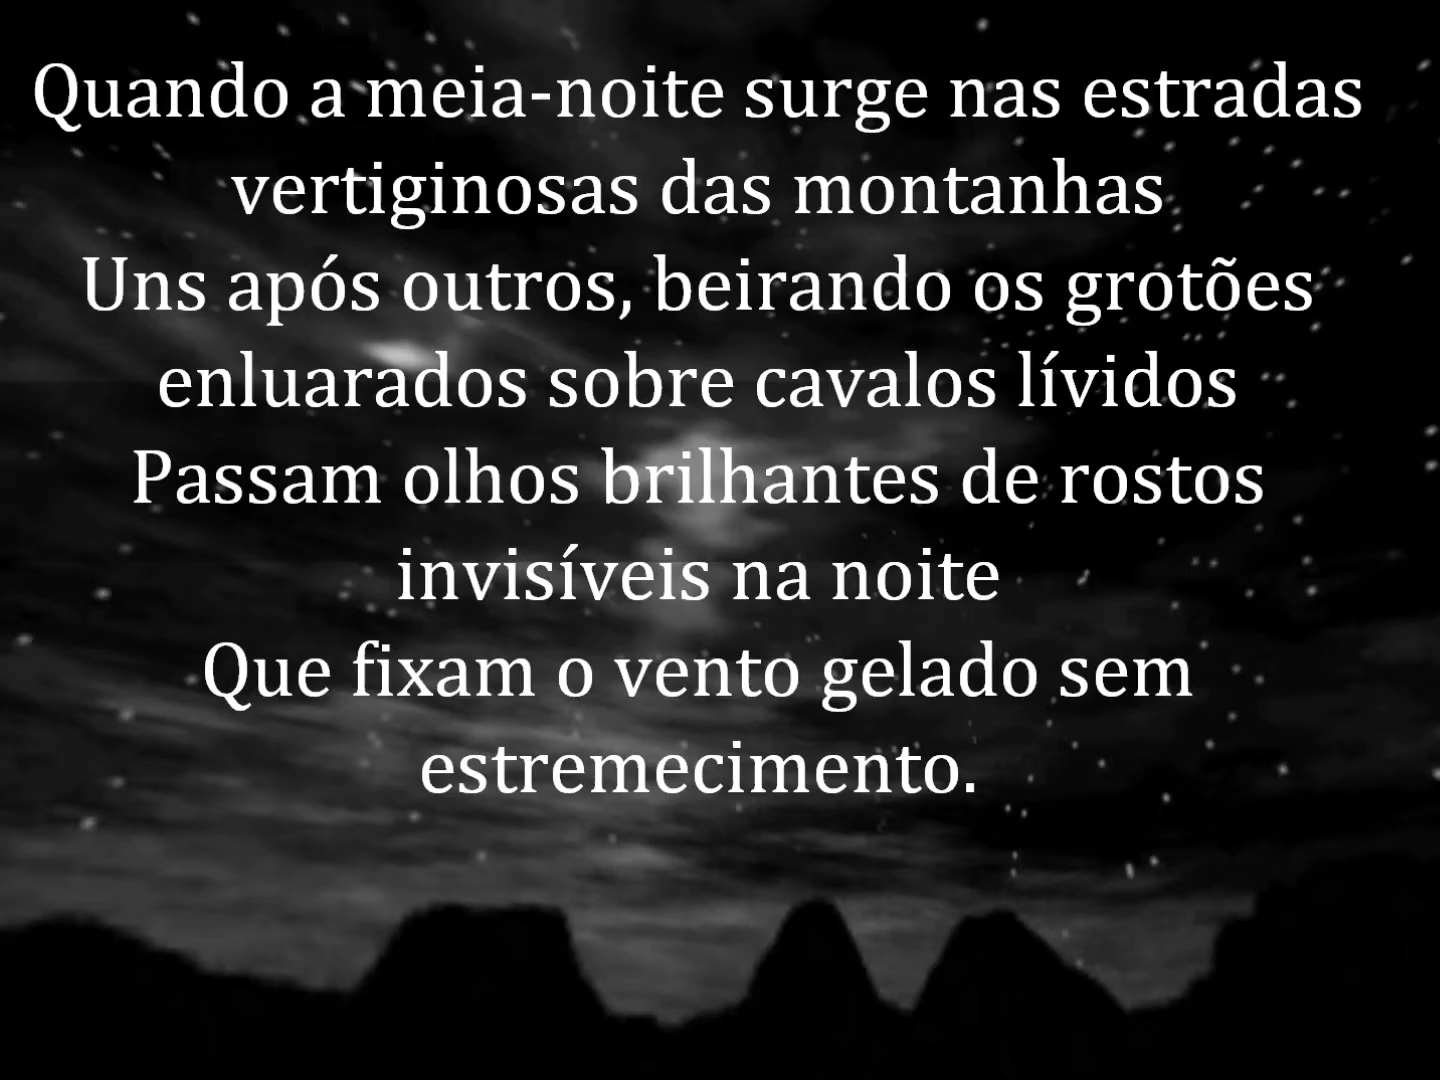 Quando a meia-noite surge nas estradas
vertiginosas das montanhas
Uns após outros, beirando os grotões
enluarados sobre cavalos lívidos
Passam olhos brilhantes de rostos
invisíveis na noite
Que fixam o vento gelado sem
estremecimento.